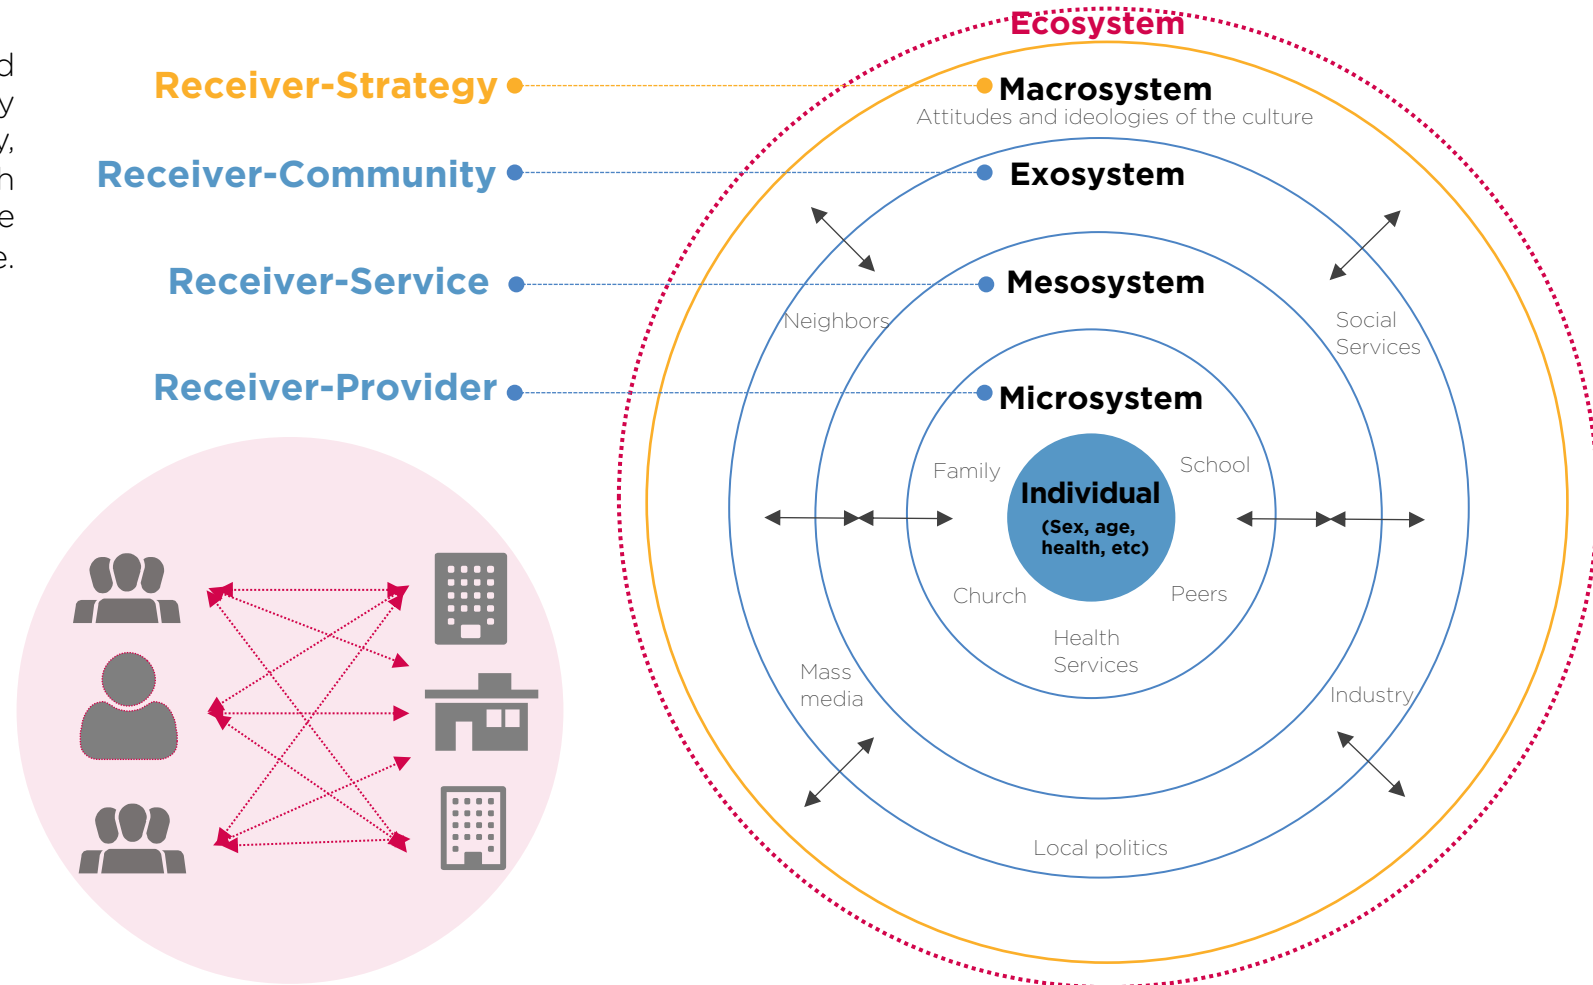 d
y
y,
h
e
e.
Ecosystem
Receiver-Strategy
Macrosystem
Attitudes and ideologies of the culture
Receiver-Community
Exosystem
Receiver-Service
Mesosystem
Neighbors
Social
Services
Receiver-Provider
Microsystem
Family
School
Individual
(Sex, age,
health, etc)
Church
Peers
Health
Services
Mass
media
Industry
Local politics